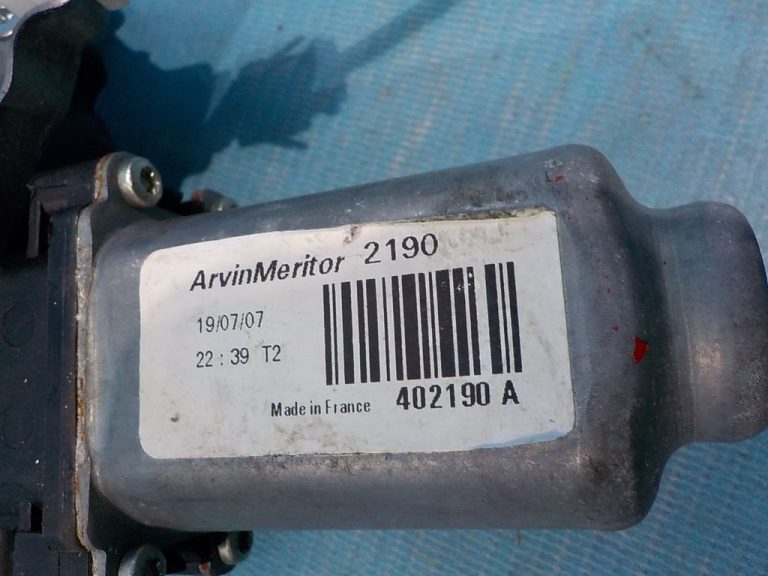 ArvinMeritor 2190
19/07/07
22 : 39 T2
Made in France 402190 A